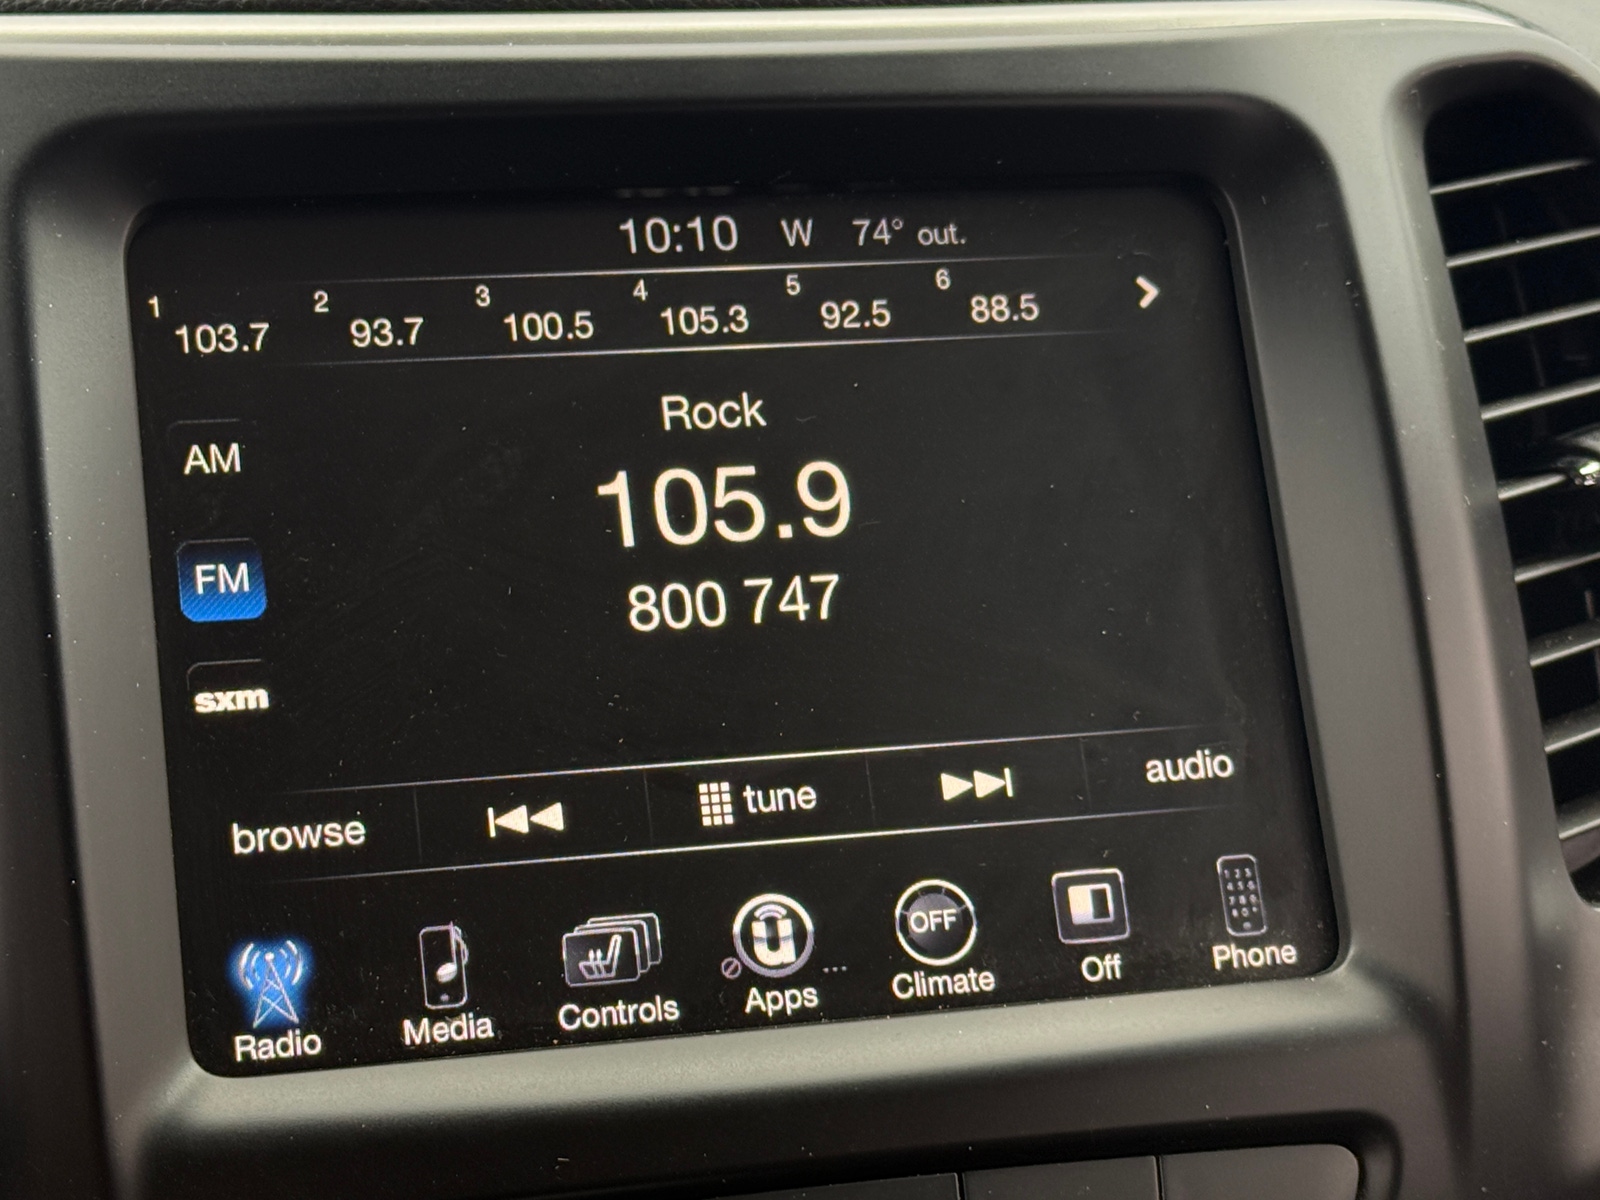 10:10 W 74° out.
1 103.7 2 93.7 3 100.5 4 105.3 5 92.5 6 88.5
Rock
AM
105.9
FM
800 747
sxm
browse tune audio
OFF
Radio Media Controls Apps Climate Off Phone